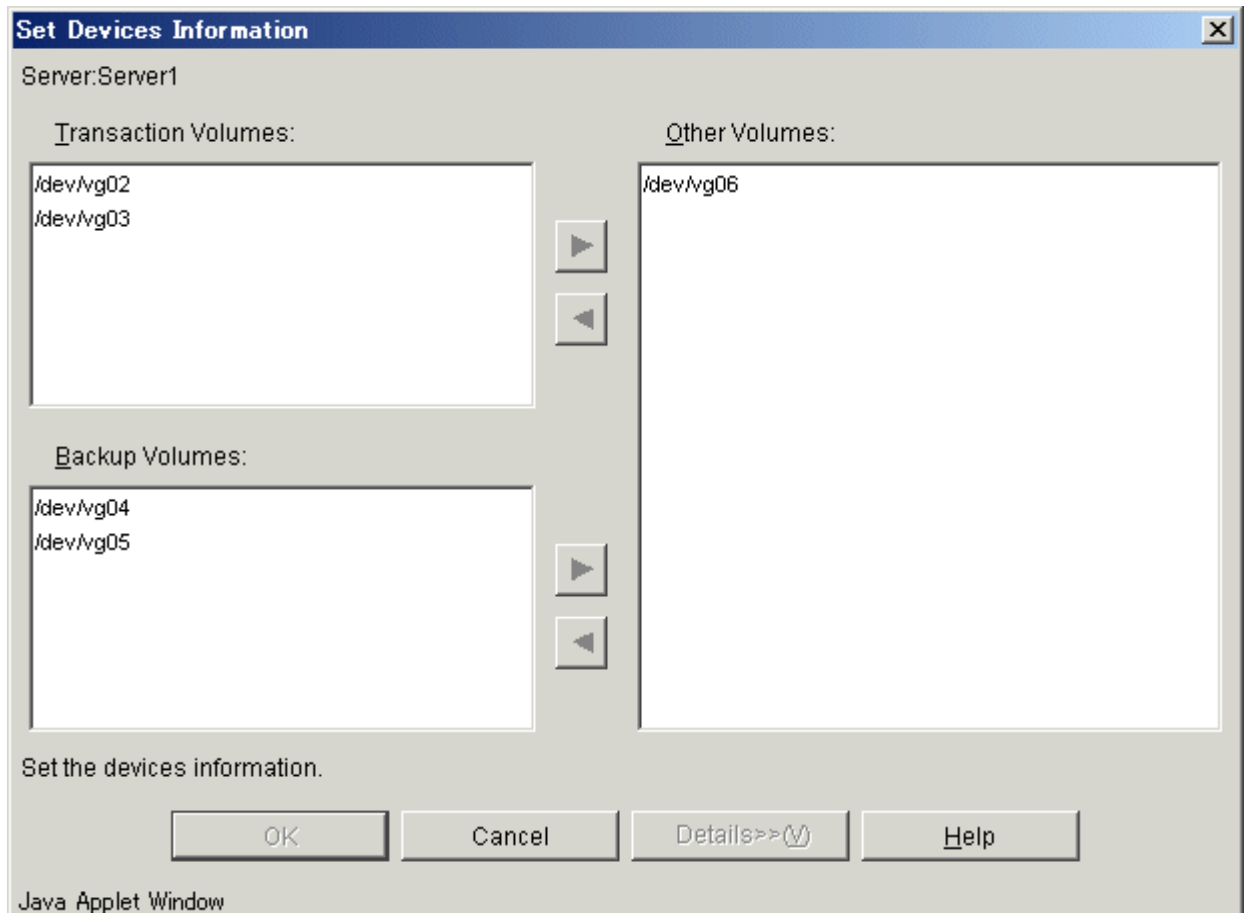 Set Devices Information
Server:Server1
Transaction Volumes:
/dev/vg02
/dev/vg03
Other Volumes:
/dev/vg06
Backup Volumes:
/dev/vg04
/dev/vg05
Set the devices information.
OK Cancel Details>>(V) Help
Java Applet Window